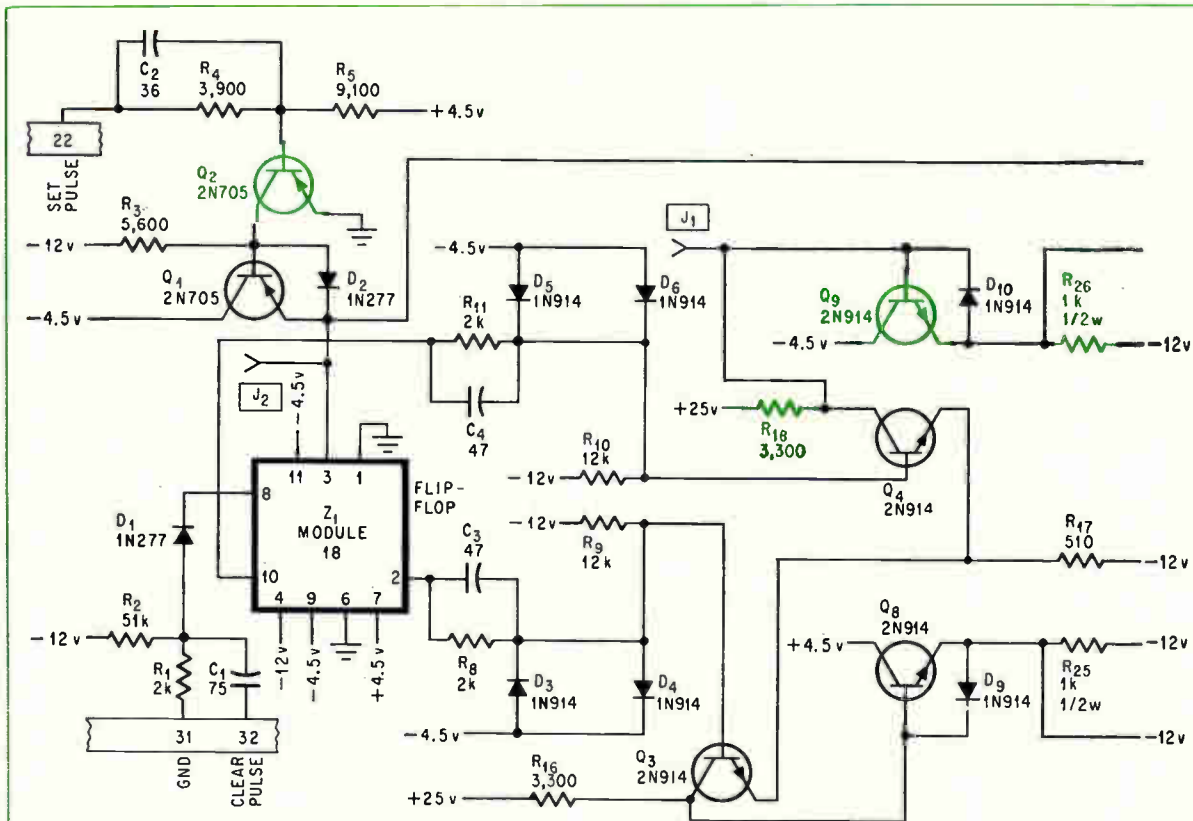 C2
36
R4
3,900
R5
9,100
+4.5v
22
SET
PULSE
Q2
2N705
R3
5,600
-12v
Q1
2N705
D2
1N277
-4.5v
J1
-4.5v
D5
1N914
D6
1N914
R11
2k
Q9
2N914
D10
1N914
R26
1k
1/2w
-4.5v
-12v
J2
-4.5v
C4
47
+25v
R18
3,300
R10
12k
-12v
Q4
2N914
11
3
1
8
FLIP-
FLOP
Z1
MODULE
18
D1
1N277
C3
47
-12v
R9
12k
R17
510
-12v
10
2
4
9
6
7
R2
51k
-12v
-12v
-4.5v
+4.5v
R8
2k
D3
1N914
D4
1N914
Q8
2N914
+4.5v
-12v
R25
1k
1/2w
D9
1N914
-12v
R1
2k
C1
75
-4.5v
31
32
GND
CLEAR
PULSE
R16
3,300
+25v
Q3
2N914